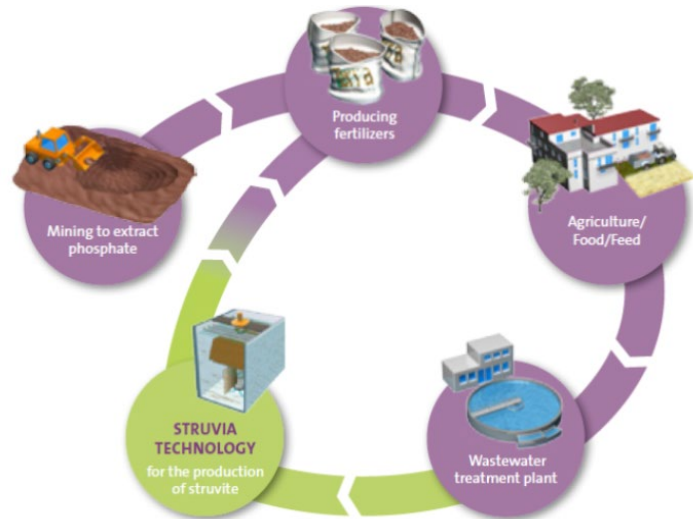 Producing
fertilizers
Mining to extract
phosphate
Agriculture/
Food/Feed
STRUVIA
TECHNOLOGY
for the production
of struvite
Wastewater
treatment plant